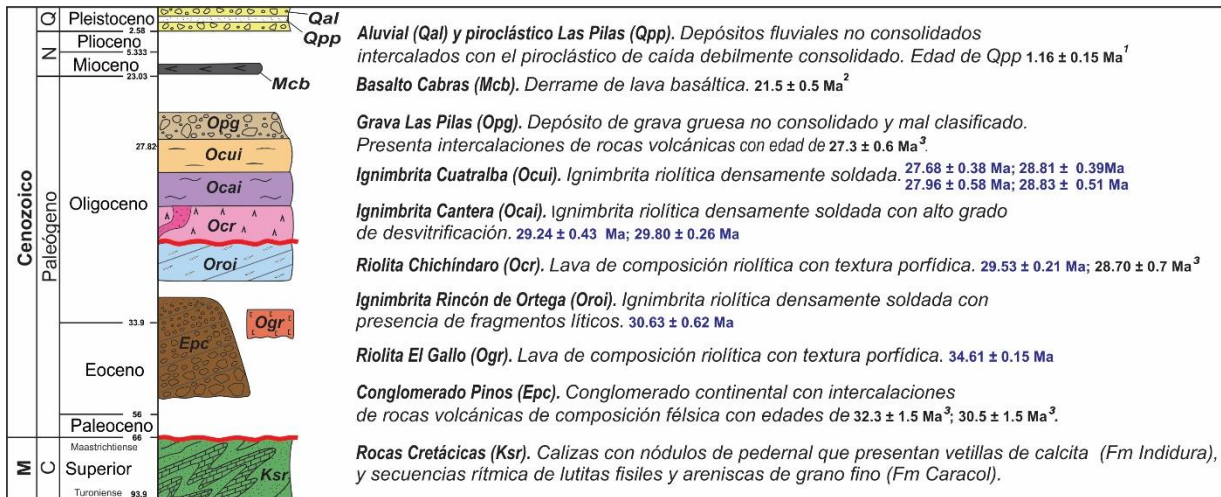 Cenozoico
M
Q
N
Paleógeno
C
Pleistoceno
2.58
Plioceno
5.333
Mioceno
23.03
27.82
Oligoceno
33.9
Eoceno
56
Paleoceno
66
Maastrichtiense
Superior
Turoniense 93.9
Qal
Qpp
Mcb
Opg
Ocui
Ocai
Ocr
Oroi
Ogr
Epc
Ksr
Aluvial (Qal) y piroclástico Las Pilas (Qpp). Depósitos fluviales no consolidados
intercalados con el piroclástico de caída debilmente consolidado. Edad de Qpp 1.16 ± 0.15 Ma¹
Basalto Cabras (Mcb). Derrame de lava basáltica. 21.5 ± 0.5 Ma²
Grava Las Pilas (Opg). Depósito de grava gruesa no consolidado y mal clasificado.
Presenta intercalaciones de rocas volcánicas con edad de 27.3 ± 0.6 Ma³.
Ignimbrita Cuatralba (Ocui). Ignimbrita riolítica densamente soldada. 27.68 ± 0.38 Ma; 28.81 ± 0.39Ma
27.96 ± 0.58 Ma; 28.83 ± 0.51 Ma
Ignimbrita Cantera (Ocai). Ignimbrita riolítica densamente soldada con alto grado
de desvitrificación. 29.24 ± 0.43 Ma; 29.80 ± 0.26 Ma
Riolita Chichíndaro (Ocr). Lava de composición riolítica con textura porfídica. 29.53 ± 0.21 Ma; 28.70 ± 0.7 Ma³
Ignimbrita Rincón de Ortega (Oroi). Ignimbrita riolítica densamente soldada con
presencia de fragmentos líticos. 30.63 ± 0.62 Ma
Riolita El Gallo (Ogr). Lava de composición riolítica con textura porfídica. 34.61 ± 0.15 Ma
Conglomerado Pinos (Epc). Conglomerado continental con intercalaciones
de rocas volcánicas de composición félsica con edades de 32.3 ± 1.5 Ma³; 30.5 ± 1.5 Ma³.
Rocas Cretácicas (Ksr). Calizas con nódulos de pedernal que presentan vetillas de calcita (Fm Indidura),
y secuencias rítmica de lutitas fisiles y areniscas de grano fino (Fm Caracol).